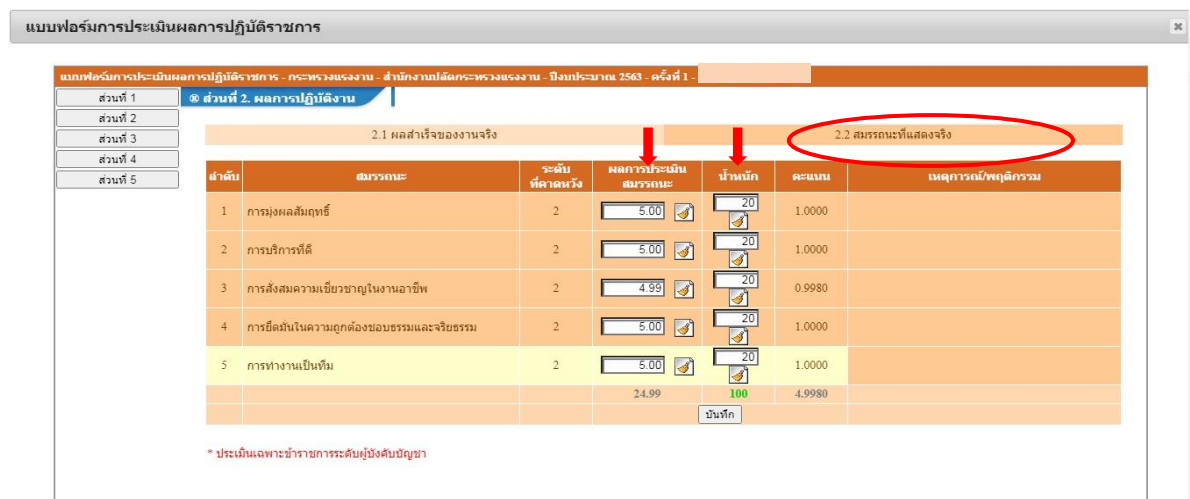 แบบฟอร์มการประเมินผลการปฏิบัติราชการ
แบบฟอร์มการประเมินผลการปฏิบัติราชการ - กระทรวงแรงงาน - สำนักงานปลัดกระทรวงแรงงาน - ปีงบประมาณ 2563 - ครั้งที่ 1 -
ส่วนที่ 1
ส่วนที่ 2
ส่วนที่ 3
ส่วนที่ 4
ส่วนที่ 5
® ส่วนที่ 2. ผลการปฏิบัติงาน
2.1 ผลสำเร็จของงานจริง 2.2 สมรรถนะที่แสดงจริง
ลำดับ สมรรถนะ ระดับที่คาดหวัง ผลการประเมินสมรรถนะ น้ำหนัก คะแนน เหตุการณ์/พฤติกรรม
1 การมุ่งผลสัมฤทธิ์ 2 5.00 20 1.0000
2 การบริการที่ดี 2 5.00 20 1.0000
3 การสั่งสมความเชี่ยวชาญในงานอาชีพ 2 4.99 20 0.9980
4 การยึดมั่นในความถูกต้องชอบธรรมและจริยธรรม 2 5.00 20 1.0000
5 การทำงานเป็นทีม 2 5.00 20 1.0000
24.99 100 4.9980
บันทึก
* ประเมินเฉพาะข้าราชการระดับผู้บังคับบัญชา